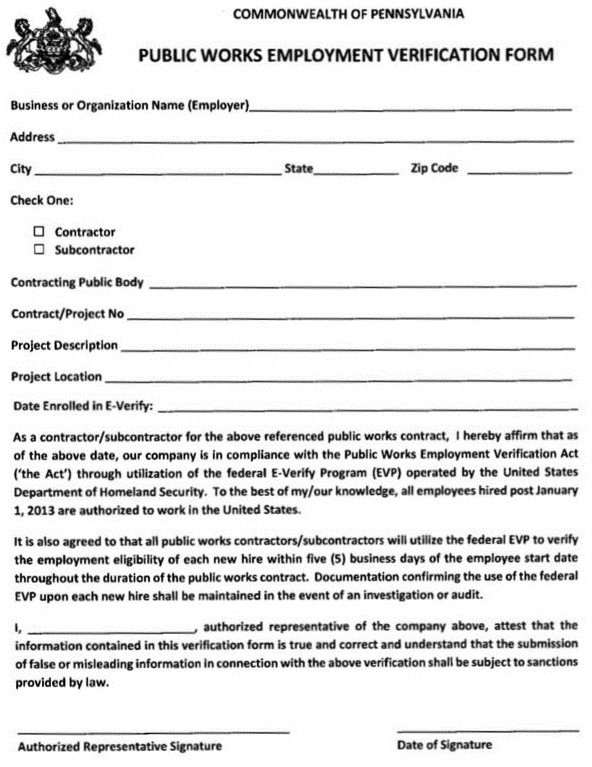 COMMONWEALTH OF PENNSYLVANIA
PUBLIC WORKS EMPLOYMENT VERIFICATION FORM
Business or Organization Name (Employer)
Address
City State Zip Code
Check One:
Contractor
Subcontractor
Contracting Public Body
Contract/Project No
Project Description
Project Location
Date Enrolled in E-Verify:
As a contractor/subcontractor for the above referenced public works contract, I hereby affirm that as
of the above date, our company is in compliance with the Public Works Employment Verification Act
('the Act') through utilization of the federal E-Verify Program (EVP) operated by the United States
Department of Homeland Security. To the best of my/our knowledge, all employees hired post January
1, 2013 are authorized to work in the United States.
It is also agreed to that all public works contractors/subcontractors will utilize the federal EVP to verify
the employment eligibility of each new hire within five (5) business days of the employee start date
throughout the duration of the public works contract. Documentation confirming the use of the federal
EVP upon each new hire shall be maintained in the event of an investigation or audit.
I, , authorized representative of the company above, attest that the
information contained in this verification form is true and correct and understand that the submission
of false or misleading information in connection with the above verification shall be subject to sanctions
provided by law.
Authorized Representative Signature Date of Signature